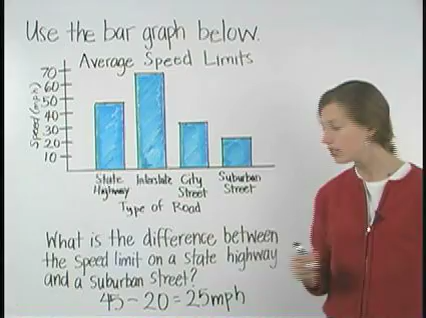 Use the bar graph below.
Average Speed Limits
Speed (mph)
70
60
50
40
30
20
10
State Highway
Interstate
City Street
Suburban Street
Type of Road
What is the difference between
the speed limit on a state highway
and a suburban street?
45 - 20 = 25mph